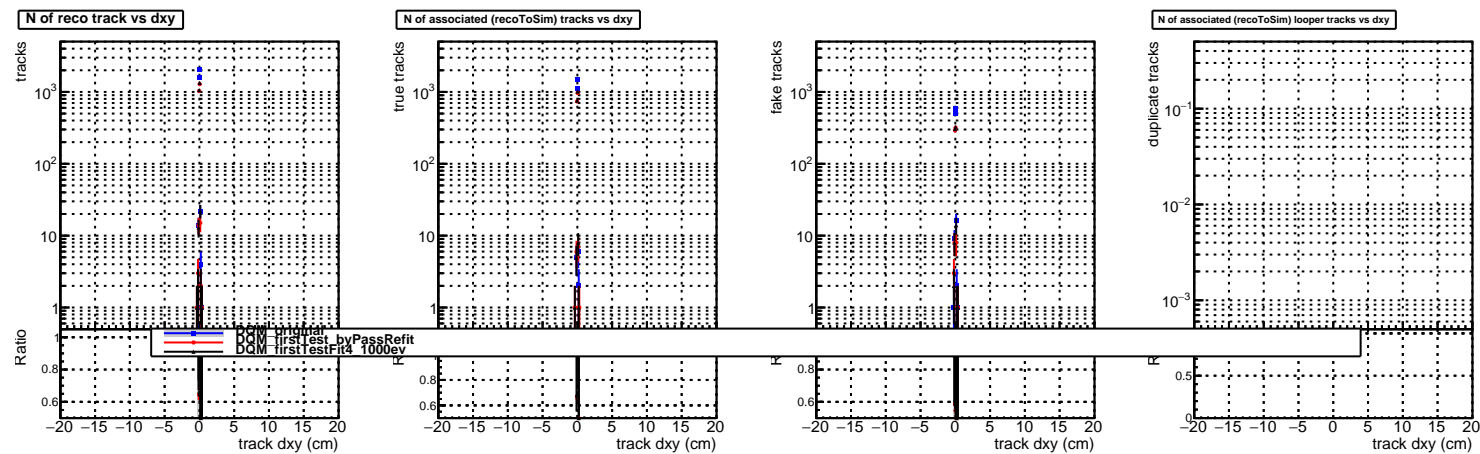 N of reco track vs dxy
N of associated (recoToSim) tracks vs dxy
N of associated (recoToSim) looper tracks vs dxy
tracks
10³
10²
10
1
true tracks
10³
10²
10
1
fake tracks
10³
10²
10
1
duplicate tracks
10⁻¹
10⁻²
10⁻³
DQM_original
DQM_firstTest_byPassRefit
DQM_firstTestFit4_1000ev
Ratio
1
0.8
0.6
0.8
0.6
0.8
0.6
0.5
0
−20 −15 −10 −5 0 5 10 15 20
track dxy (cm)
−20 −15 −10 −5 0 5 10 15 20
track dxy (cm)
−20 −15 −10 −5 0 5 10 15 20
track dxy (cm)
−20 −15 −10 −5 0 5 10 15 20
track dxy (cm)